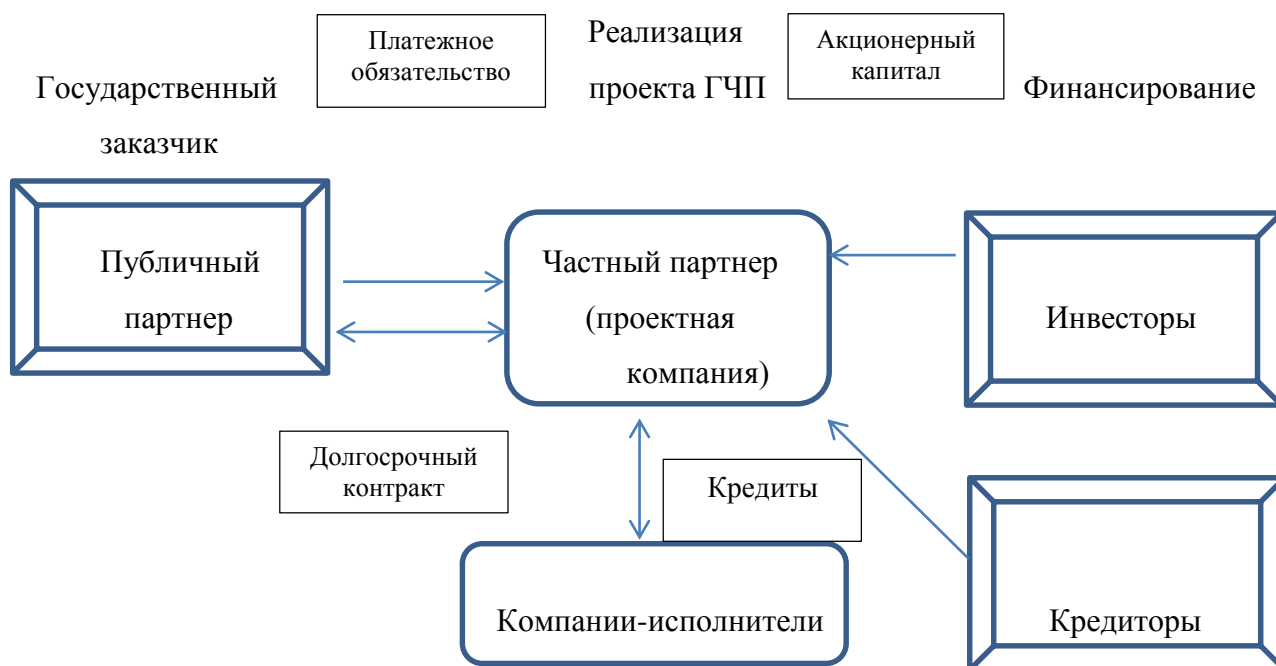 Платежное
обязательство
Реализация
проекта ГЧП
Акционерный
капитал
Государственный
заказчик
Финансирование
Публичный
партнер
Частный партнер
(проектная
компания)
Инвесторы
Долгосрочный
контракт
Кредиты
Компании-исполнители
Кредиторы